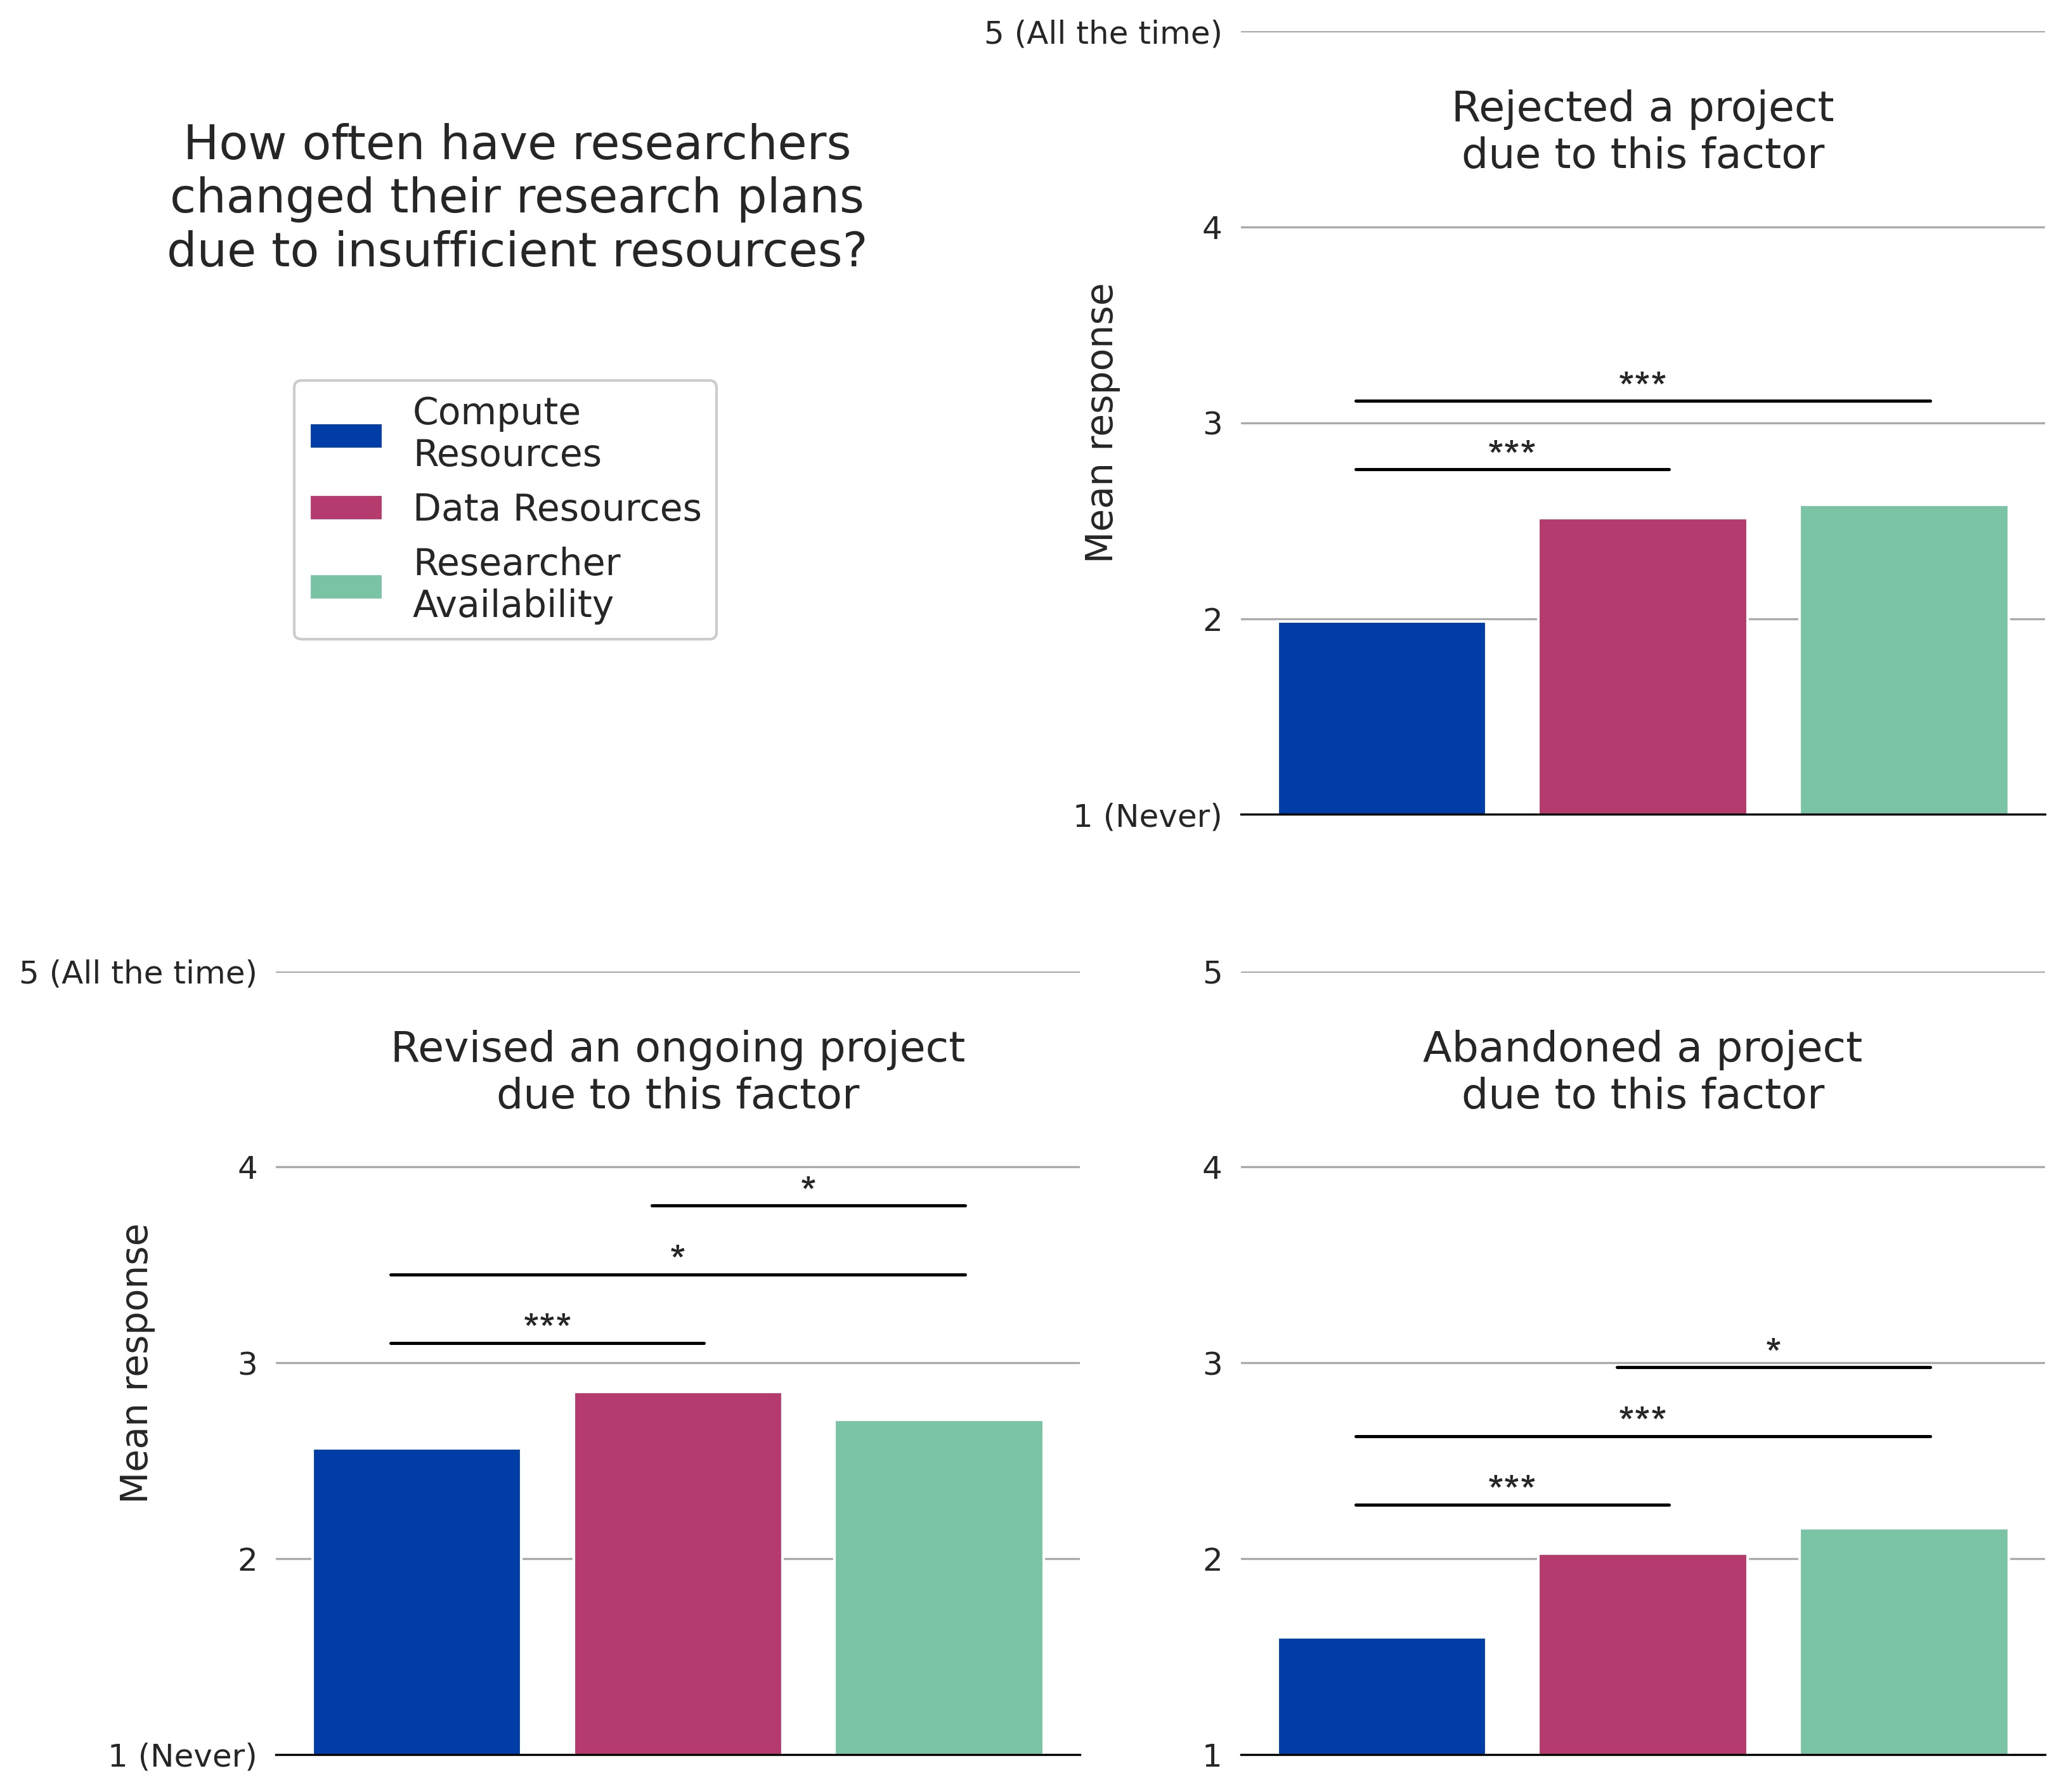 How often have researchers
changed their research plans
due to insufficient resources?
Compute
Resources
Data Resources
Researcher
Availability
5 (All the time)
Rejected a project
due to this factor
4
Mean response
***
3
***
2
1 (Never)
5 (All the time)
Revised an ongoing project
due to this factor
4
*
Mean response
*
***
3
2
1 (Never)
5
Abandoned a project
due to this factor
4
*
3
***
***
2
1